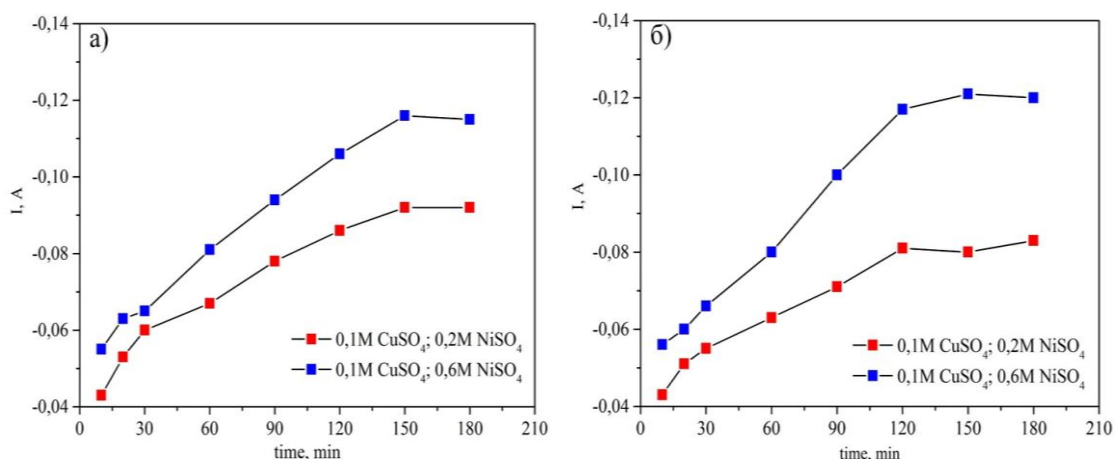 а)
-0,14
-0,12
-0,10
-0,08
-0,06
-0,04
I, A
0,1M CuSO₄; 0,2M NiSO₄
0,1M CuSO₄; 0,6M NiSO₄
0 30 60 90 120 150 180 210
time, min
б)
-0,14
-0,12
-0,10
-0,08
-0,06
-0,04
I, A
0,1M CuSO₄; 0,2M NiSO₄
0,1M CuSO₄; 0,6M NiSO₄
0 30 60 90 120 150 180 210
time, min